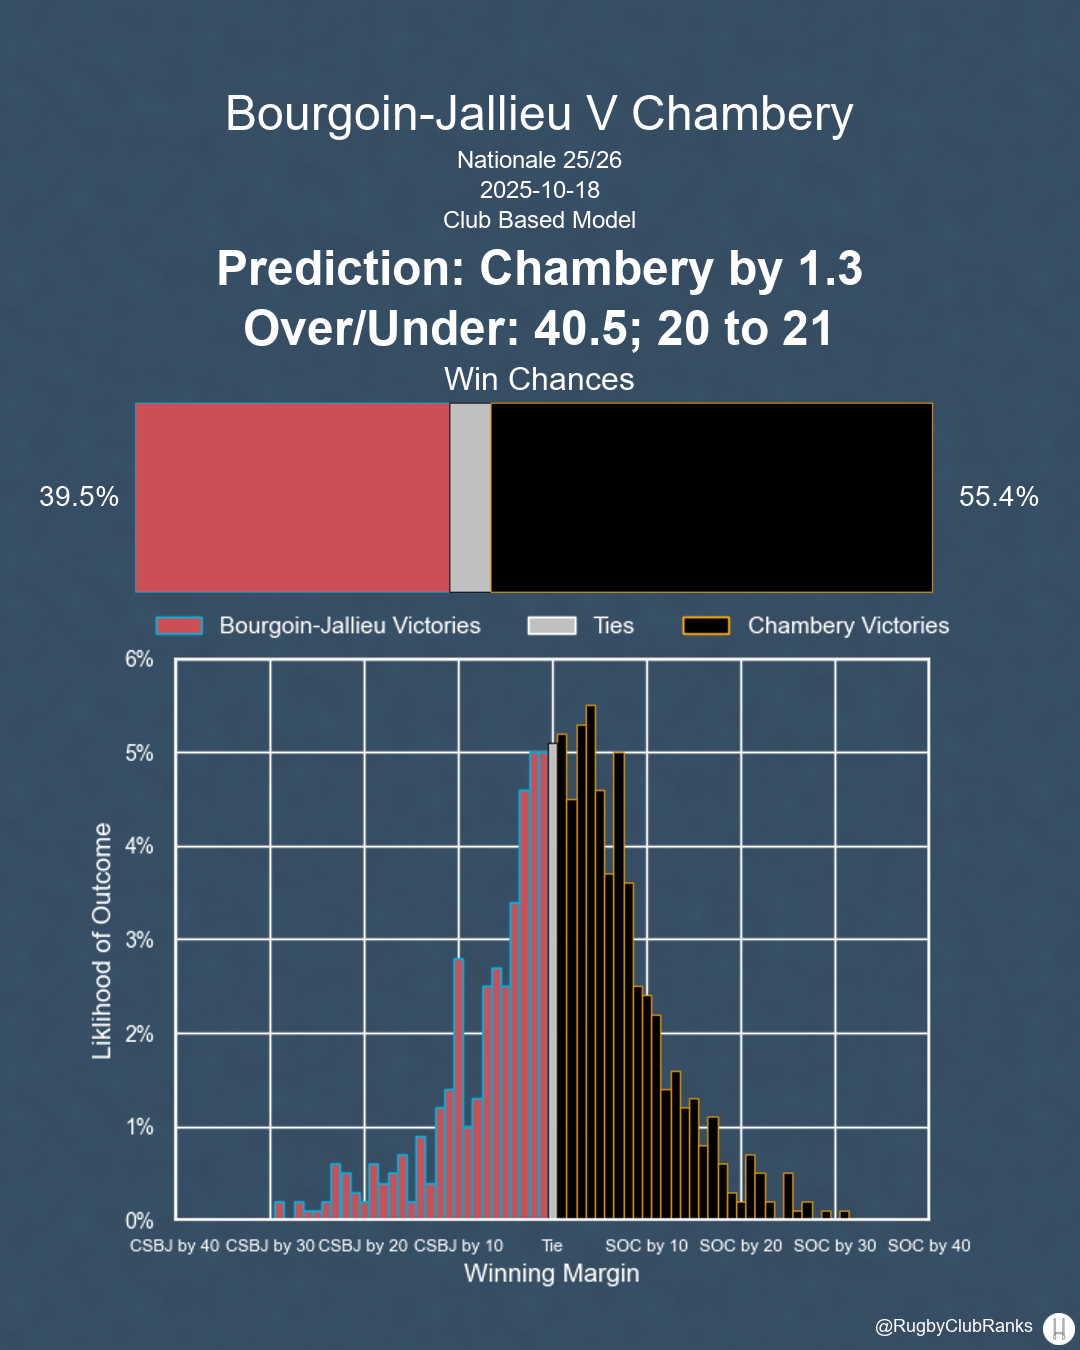 Bourgoin-Jallieu V Chambery
Nationale 25/26
2025-10-18
Club Based Model
Prediction: Chambery by 1.3
Over/Under: 40.5; 20 to 21
Win Chances
39.5%
55.4%
Bourgoin-Jallieu Victories
Ties
Chambery Victories
6%
5%
4%
3%
2%
1%
0%
Liklihood of Outcome
CSBJ by 40
CSBJ by 30
CSBJ by 20
CSBJ by 10
Tie
SOC by 10
SOC by 20
SOC by 30
SOC by 40
Winning Margin
@RugbyClubRanks